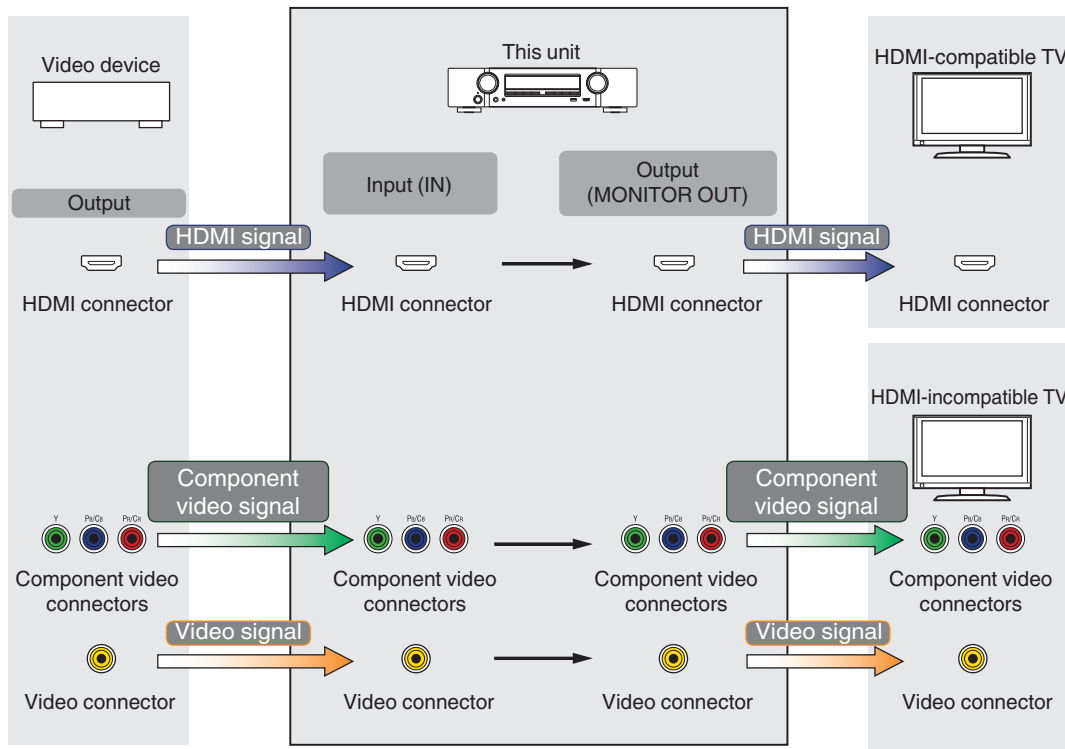 Video device
This unit
HDMI-compatible TV
Output
Input (IN)
Output
(MONITOR OUT)
HDMI signal
HDMI signal
HDMI connector
HDMI connector
HDMI connector
HDMI connector
HDMI-incompatible TV
Component
video signal
Component
video signal
Y PB/CB PR/CR
Y PB/CB PR/CR
Y PB/CB PR/CR
Y PB/CB PR/CR
Component video
connectors
Component video
connectors
Component video
connectors
Component video
connectors
Video signal
Video signal
Video connector
Video connector
Video connector
Video connector